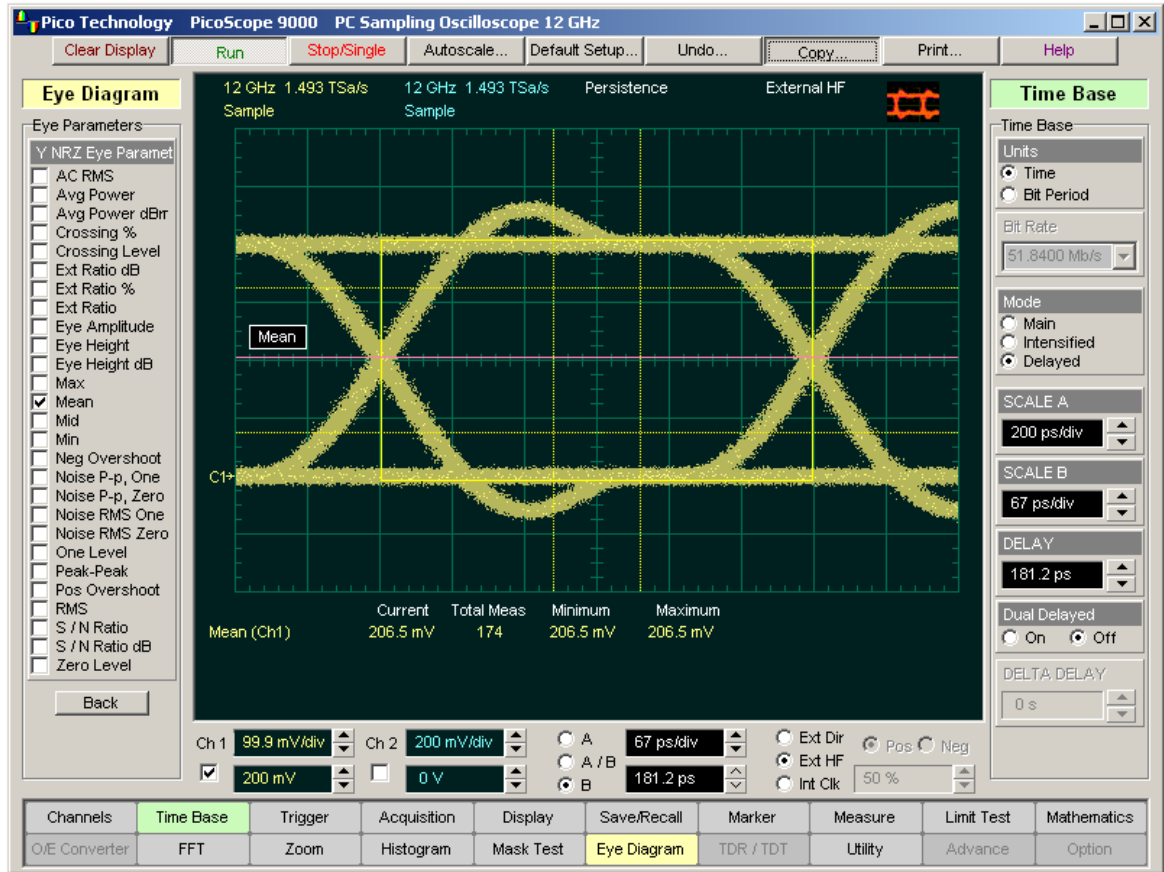 Pico Technology PicoScope 9000 PC Sampling Oscilloscope 12 GHz
Clear Display Run Stop/Single Autoscale... Default Setup... Undo... Copy... Print... Help
Eye Diagram
Eye Parameters
Y NRZ Eye Paramet
AC RMS
Avg Power
Avg Power dBm
Crossing %
Crossing Level
Ext Ratio dB
Ext Ratio %
Ext Ratio
Eye Amplitude
Eye Height
Eye Height dB
Max
Mean
Mid
Min
Neg Overshoot
Noise P-p, One
Noise P-p, Zero
Noise RMS One
Noise RMS Zero
One Level
Peak-Peak
Pos Overshoot
RMS
S / N Ratio
S / N Ratio dB
Zero Level
Back
12 GHz 1.493 TSa/s 12 GHz 1.493 TSa/s Persistence External HF
Sample Sample
Mean
C1
Current Total Meas Minimum Maximum
Mean (Ch1) 206.5 mV 174 206.5 mV 206.5 mV
Time Base
Time Base
Units
Time
Bit Period
Bit Rate
51.8400 Mb/s
Mode
Main
Intensified
Delayed
SCALE A
200 ps/div
SCALE B
67 ps/div
DELAY
181.2 ps
Dual Delayed
On Off
DELTA DELAY
0 s
Ch 1 99.9 mV/div Ch 2 200 mV/div A 67 ps/div Ext Dir Pos Neg
A / B Ext HF
200 mV 0 V B 181.2 ps Int Clk 50 %
Channels Time Base Trigger Acquisition Display Save/Recall Marker Measure Limit Test Mathematics
O/E Converter FFT Zoom Histogram Mask Test Eye Diagram TDR / TDT Utility Advance Option